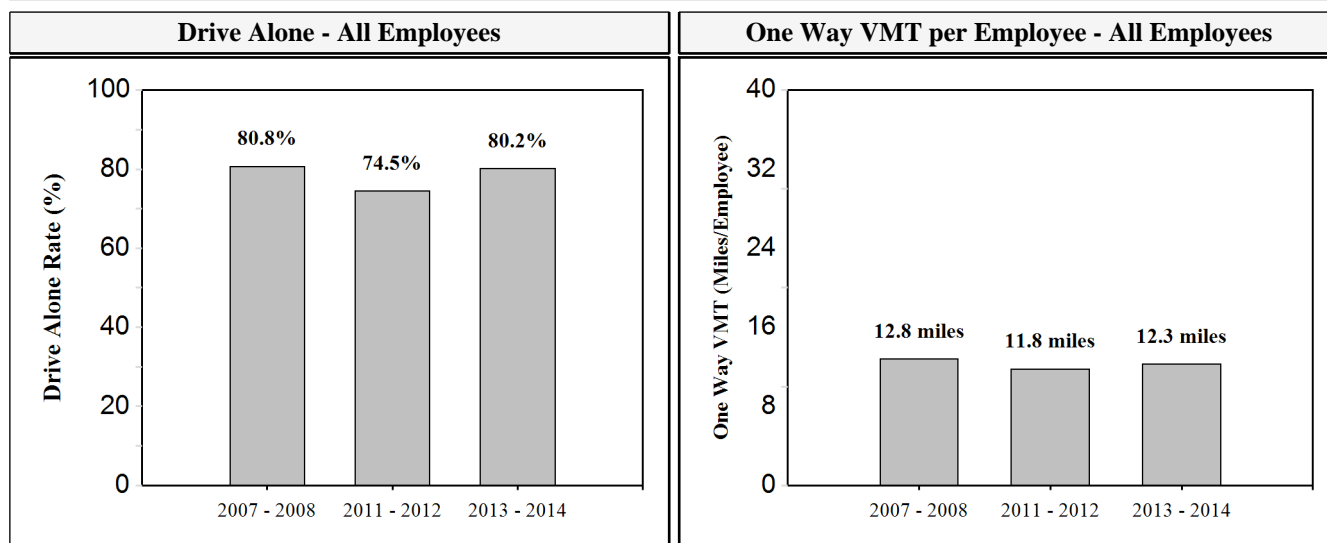 Drive Alone - All Employees
100
80
60
40
20
0
Drive Alone Rate (%)
80.8%
74.5%
80.2%
2007 - 2008
2011 - 2012
2013 - 2014
One Way VMT per Employee - All Employees
40
32
24
16
8
0
One Way VMT (Miles/Employee)
12.8 miles
11.8 miles
12.3 miles
2007 - 2008
2011 - 2012
2013 - 2014